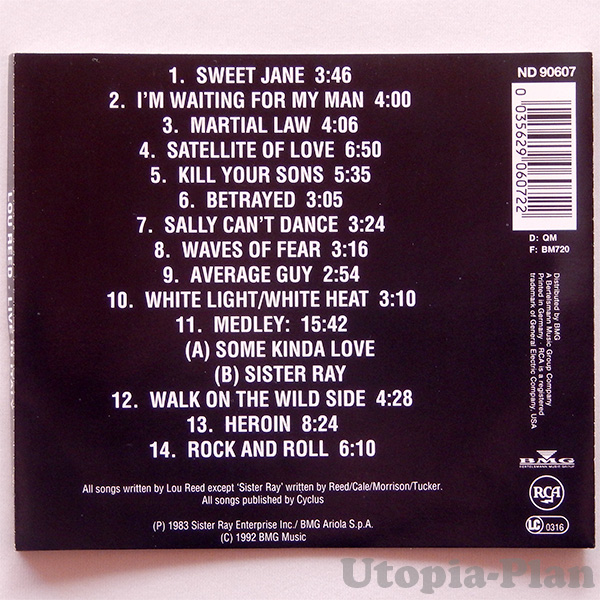 ND 90607
1. SWEET JANE 3:46
2. I'M WAITING FOR MY MAN 4:00
3. MARTIAL LAW 4:06
4. SATELLITE OF LOVE 6:50
5. KILL YOUR SONS 5:35
6. BETRAYED 3:05
7. SALLY CAN'T DANCE 3:24
8. WAVES OF FEAR 3:16
9. AVERAGE GUY 2:54
10. WHITE LIGHT/WHITE HEAT 3:10
11. MEDLEY: 15:42
(A) SOME KINDA LOVE
(B) SISTER RAY
12. WALK ON THE WILD SIDE 4:28
13. HEROIN 8:24
14. ROCK AND ROLL 6:10
All songs written by Lou Reed except 'Sister Ray' written by Reed/Cale/Morrison/Tucker.
All songs published by Cyclus
(P) 1983 Sister Ray Enterprise Inc./ BMG Ariola S.p.A.
(C) 1992 BMG Music
0 035629 060722
D: QM
F: BM720
Distributed by BMG
A Bertelsmann Music Group Company
Printed in Germany · RCA is a registered
trademark of General Electric Company, USA
BMG
BERTELSMANN MUSIC GROUP
RCA
LC 0316
LOU REED · LIVE IN
Utopia-Plan